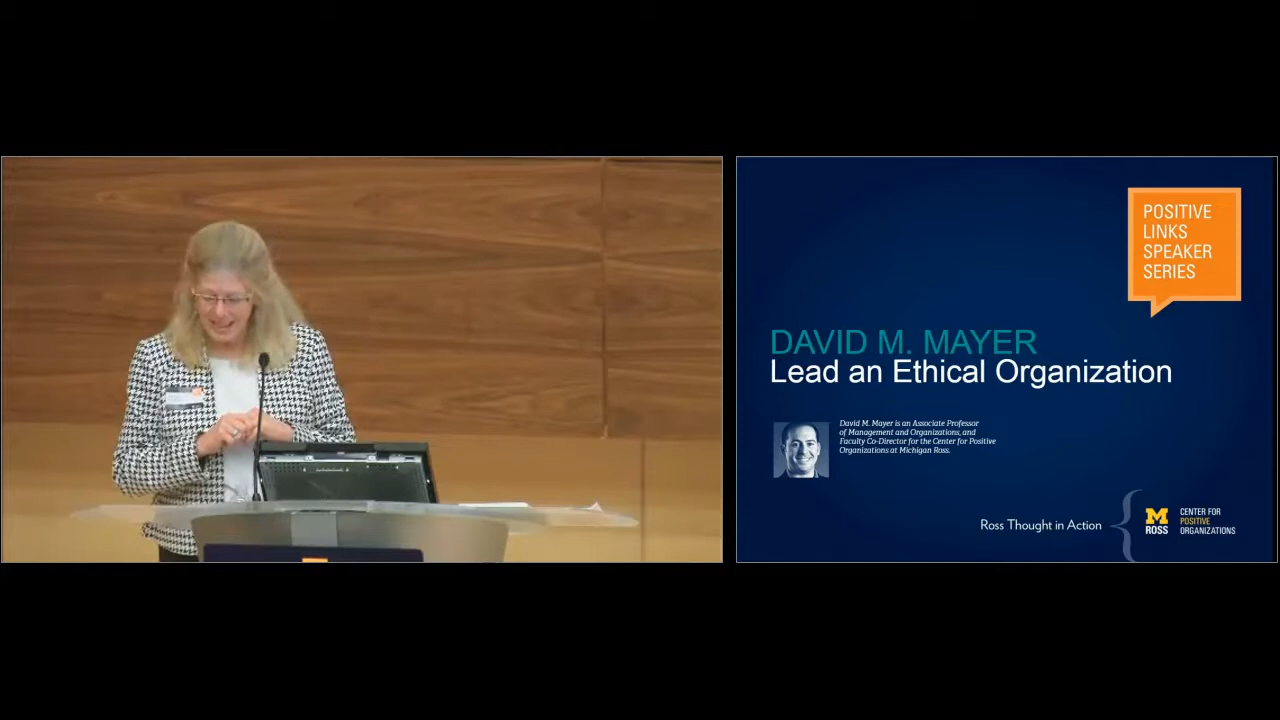 POSITIVE
LINKS
SPEAKER
SERIES
DAVID M. MAYER
Lead an Ethical Organization
David M. Mayer is an Associate Professor
of Management and Organizations, and
Faculty Co-Director for the Center for Positive
Organizations at Michigan Ross.
Ross Thought in Action
M
ROSS
CENTER FOR
POSITIVE
ORGANIZATIONS